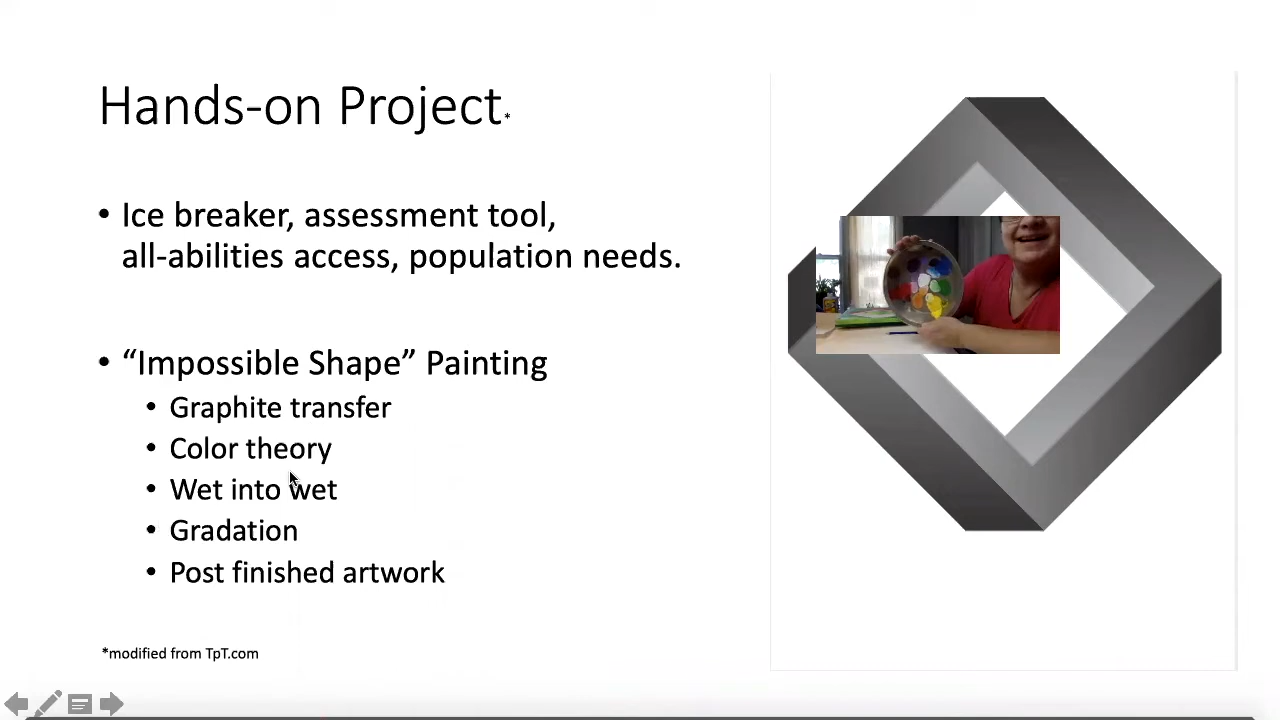 Hands-on Project*
• Ice breaker, assessment tool,
all-abilities access, population needs.
• “Impossible Shape” Painting
• Graphite transfer
• Color theory
• Wet into wet
• Gradation
• Post finished artwork
*modified from TpT.com